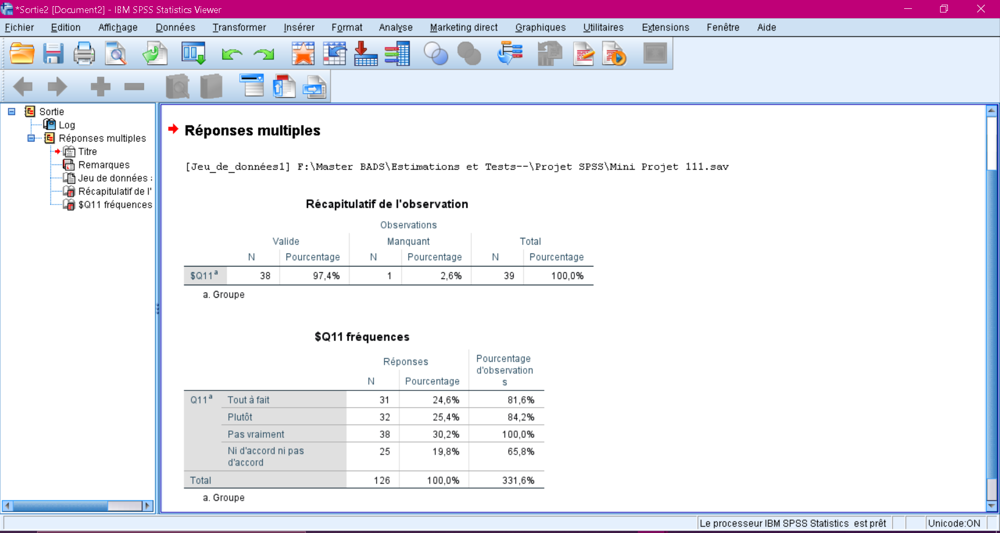 *Sortie2 [Document2] - IBM SPSS Statistics Viewer
Fichier Edition Affichage Données Transformer Insérer Format Analyse Marketing direct Graphiques Utilitaires Extensions Fenêtre Aide
Sortie
Log
Réponses multiples
Titre
Remarques
Jeu de données
Récapitulatif de l'
$Q11 fréquences
Réponses multiples
[Jeu_de_données1] F:\Master BADS\Estimations et Tests--\Projet SPSS\Mini Projet 111.sav
Récapitulatif de l'observation
Observations
Valide Manquant Total
N Pourcentage N Pourcentage N Pourcentage
$Q11a 38 97,4% 1 2,6% 39 100,0%
a. Groupe
$Q11 fréquences
Réponses Pourcentage
d'observation
N Pourcentage s
Q11a Tout à fait 31 24,6% 81,6%
Plutôt 32 25,4% 84,2%
Pas vraiment 38 30,2% 100,0%
Ni d'accord ni pas 25 19,8% 65,8%
d'accord
Total 126 100,0% 331,6%
a. Groupe
Le processeur IBM SPSS Statistics est prêt Unicode:ON